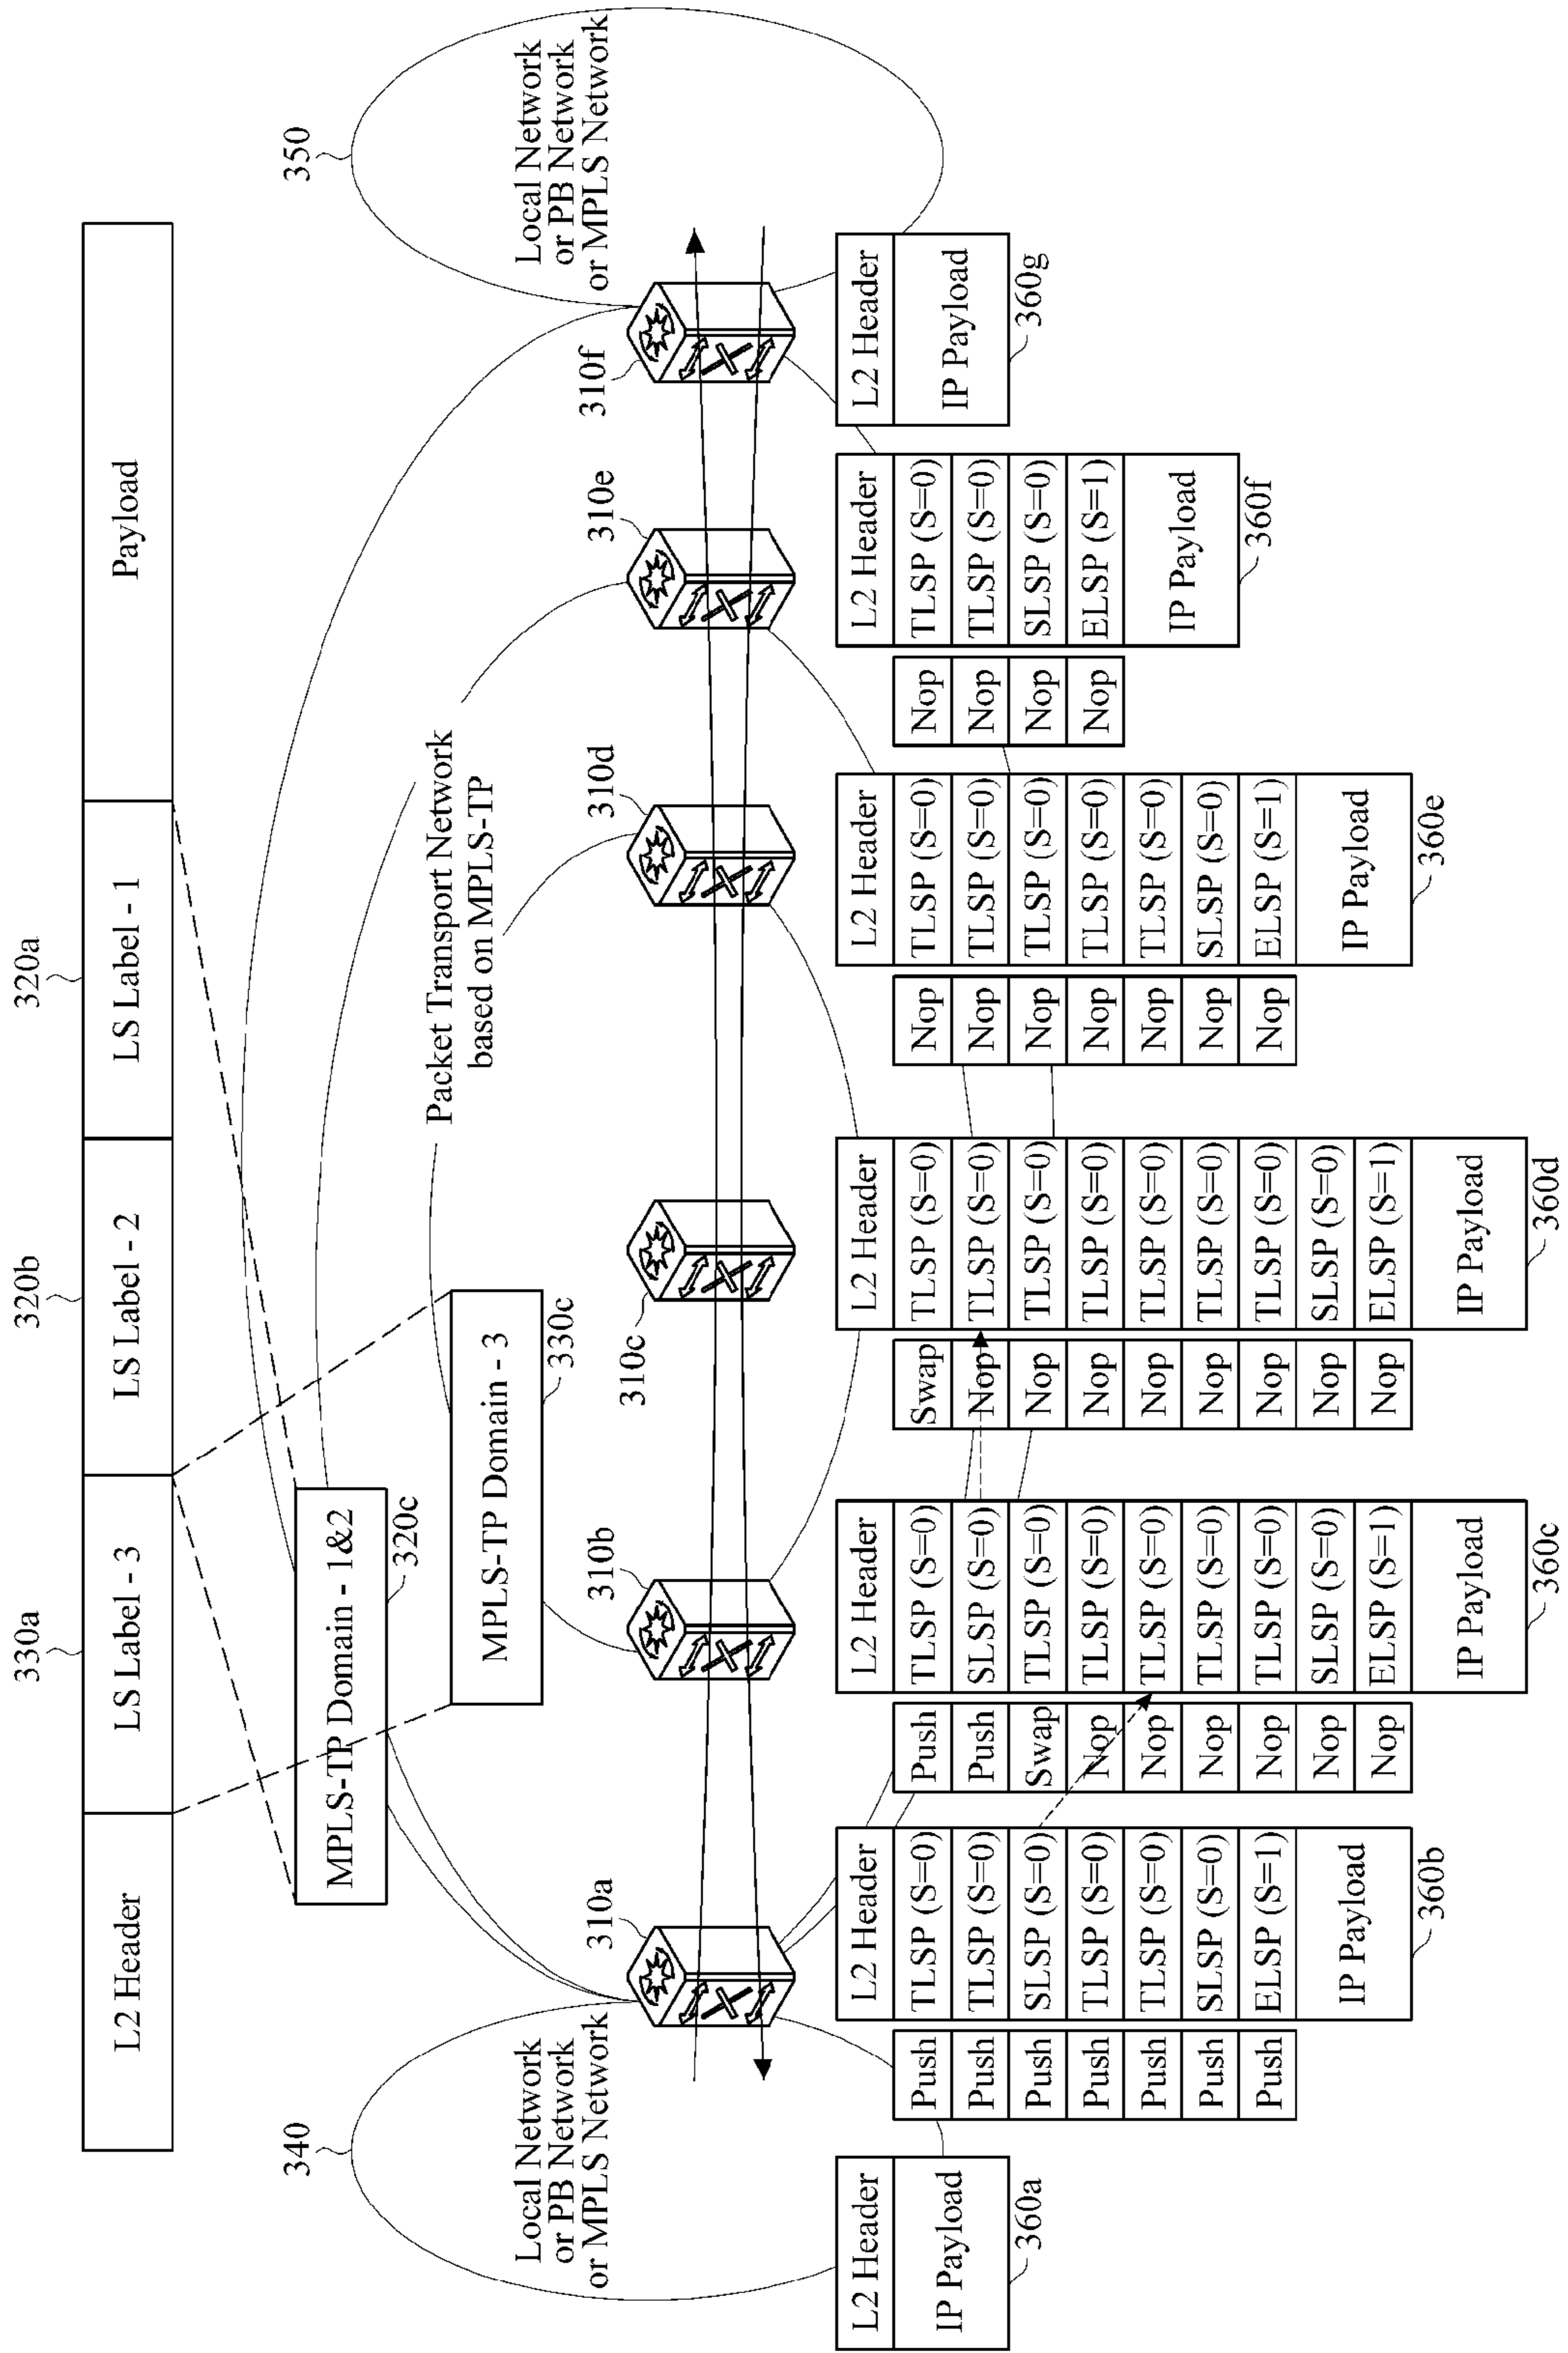 330a
320b
320a
L2 Header
LS Label - 3
LS Label - 2
LS Label - 1
Payload
340
350
MPLS-TP Domain - 1&2
320c
MPLS-TP Domain - 3
330c
Packet Transport Network
based on MPLS-TP
Local Network
or PB Network
or MPLS Network
Local Network
or PB Network
or MPLS Network
310a
310b
310c
310d
310e
310f
L2 Header
IP Payload
360a
Push
Push
Push
Push
Push
Push
Push
L2 Header
TLSP (S=0)
TLSP (S=0)
SLSP (S=0)
TLSP (S=0)
TLSP (S=0)
SLSP (S=0)
ELSP (S=1)
IP Payload
360b
Push
Push
Swap
Nop
Nop
Nop
Nop
Nop
Nop
L2 Header
TLSP (S=0)
SLSP (S=0)
TLSP (S=0)
TLSP (S=0)
TLSP (S=0)
TLSP (S=0)
TLSP (S=0)
SLSP (S=0)
ELSP (S=1)
IP Payload
360c
Swap
Nop
Nop
Nop
Nop
Nop
Nop
Nop
Nop
L2 Header
TLSP (S=0)
TLSP (S=0)
TLSP (S=0)
TLSP (S=0)
TLSP (S=0)
TLSP (S=0)
TLSP (S=0)
SLSP (S=0)
ELSP (S=1)
IP Payload
360d
Nop
Nop
Nop
Nop
Nop
Nop
Nop
L2 Header
TLSP (S=0)
TLSP (S=0)
TLSP (S=0)
TLSP (S=0)
TLSP (S=0)
SLSP (S=0)
ELSP (S=1)
IP Payload
360e
Nop
Nop
Nop
Nop
L2 Header
TLSP (S=0)
TLSP (S=0)
SLSP (S=0)
ELSP (S=1)
IP Payload
360f
L2 Header
IP Payload
360g